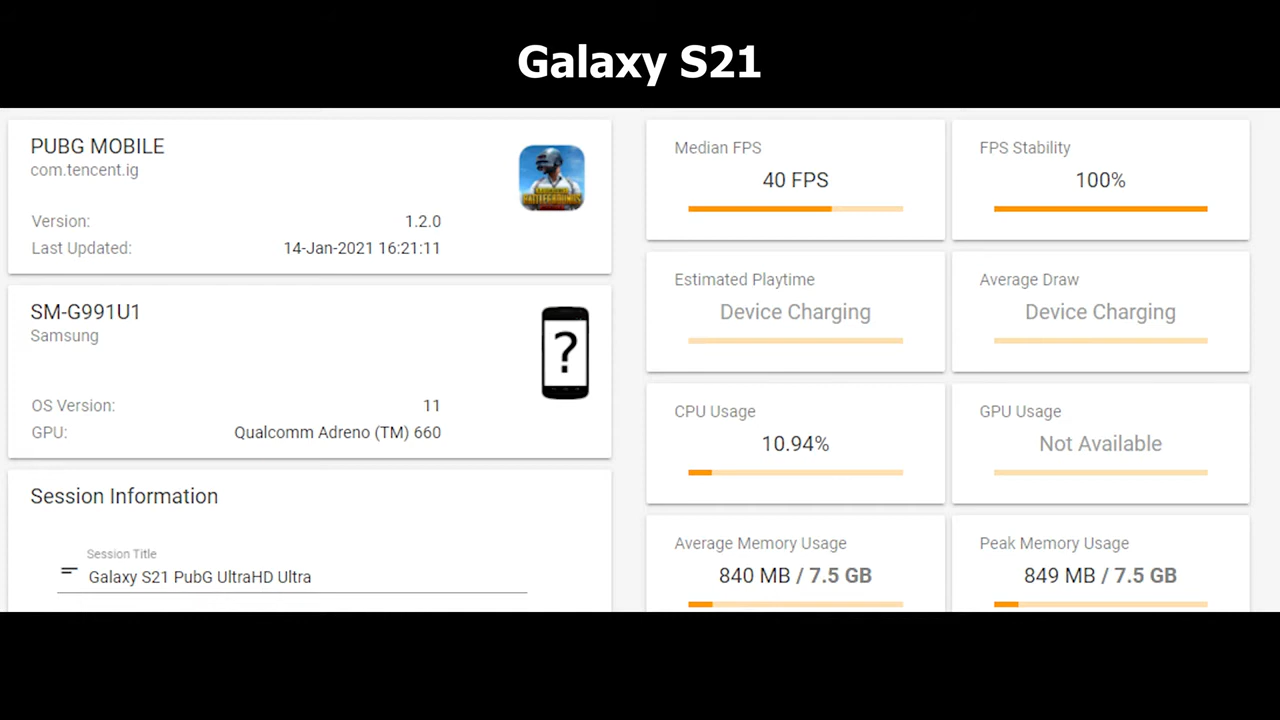 Galaxy S21
PUBG MOBILE
com.tencent.ig
Version: 1.2.0
Last Updated: 14-Jan-2021 16:21:11
SM-G991U1
Samsung
?
OS Version: 11
GPU: Qualcomm Adreno (TM) 660
Session Information
Session Title
Galaxy S21 PubG UltraHD Ultra
Median FPS
40 FPS
FPS Stability
100%
Estimated Playtime
Device Charging
Average Draw
Device Charging
CPU Usage
10.94%
GPU Usage
Not Available
Average Memory Usage
840 MB / 7.5 GB
Peak Memory Usage
849 MB / 7.5 GB